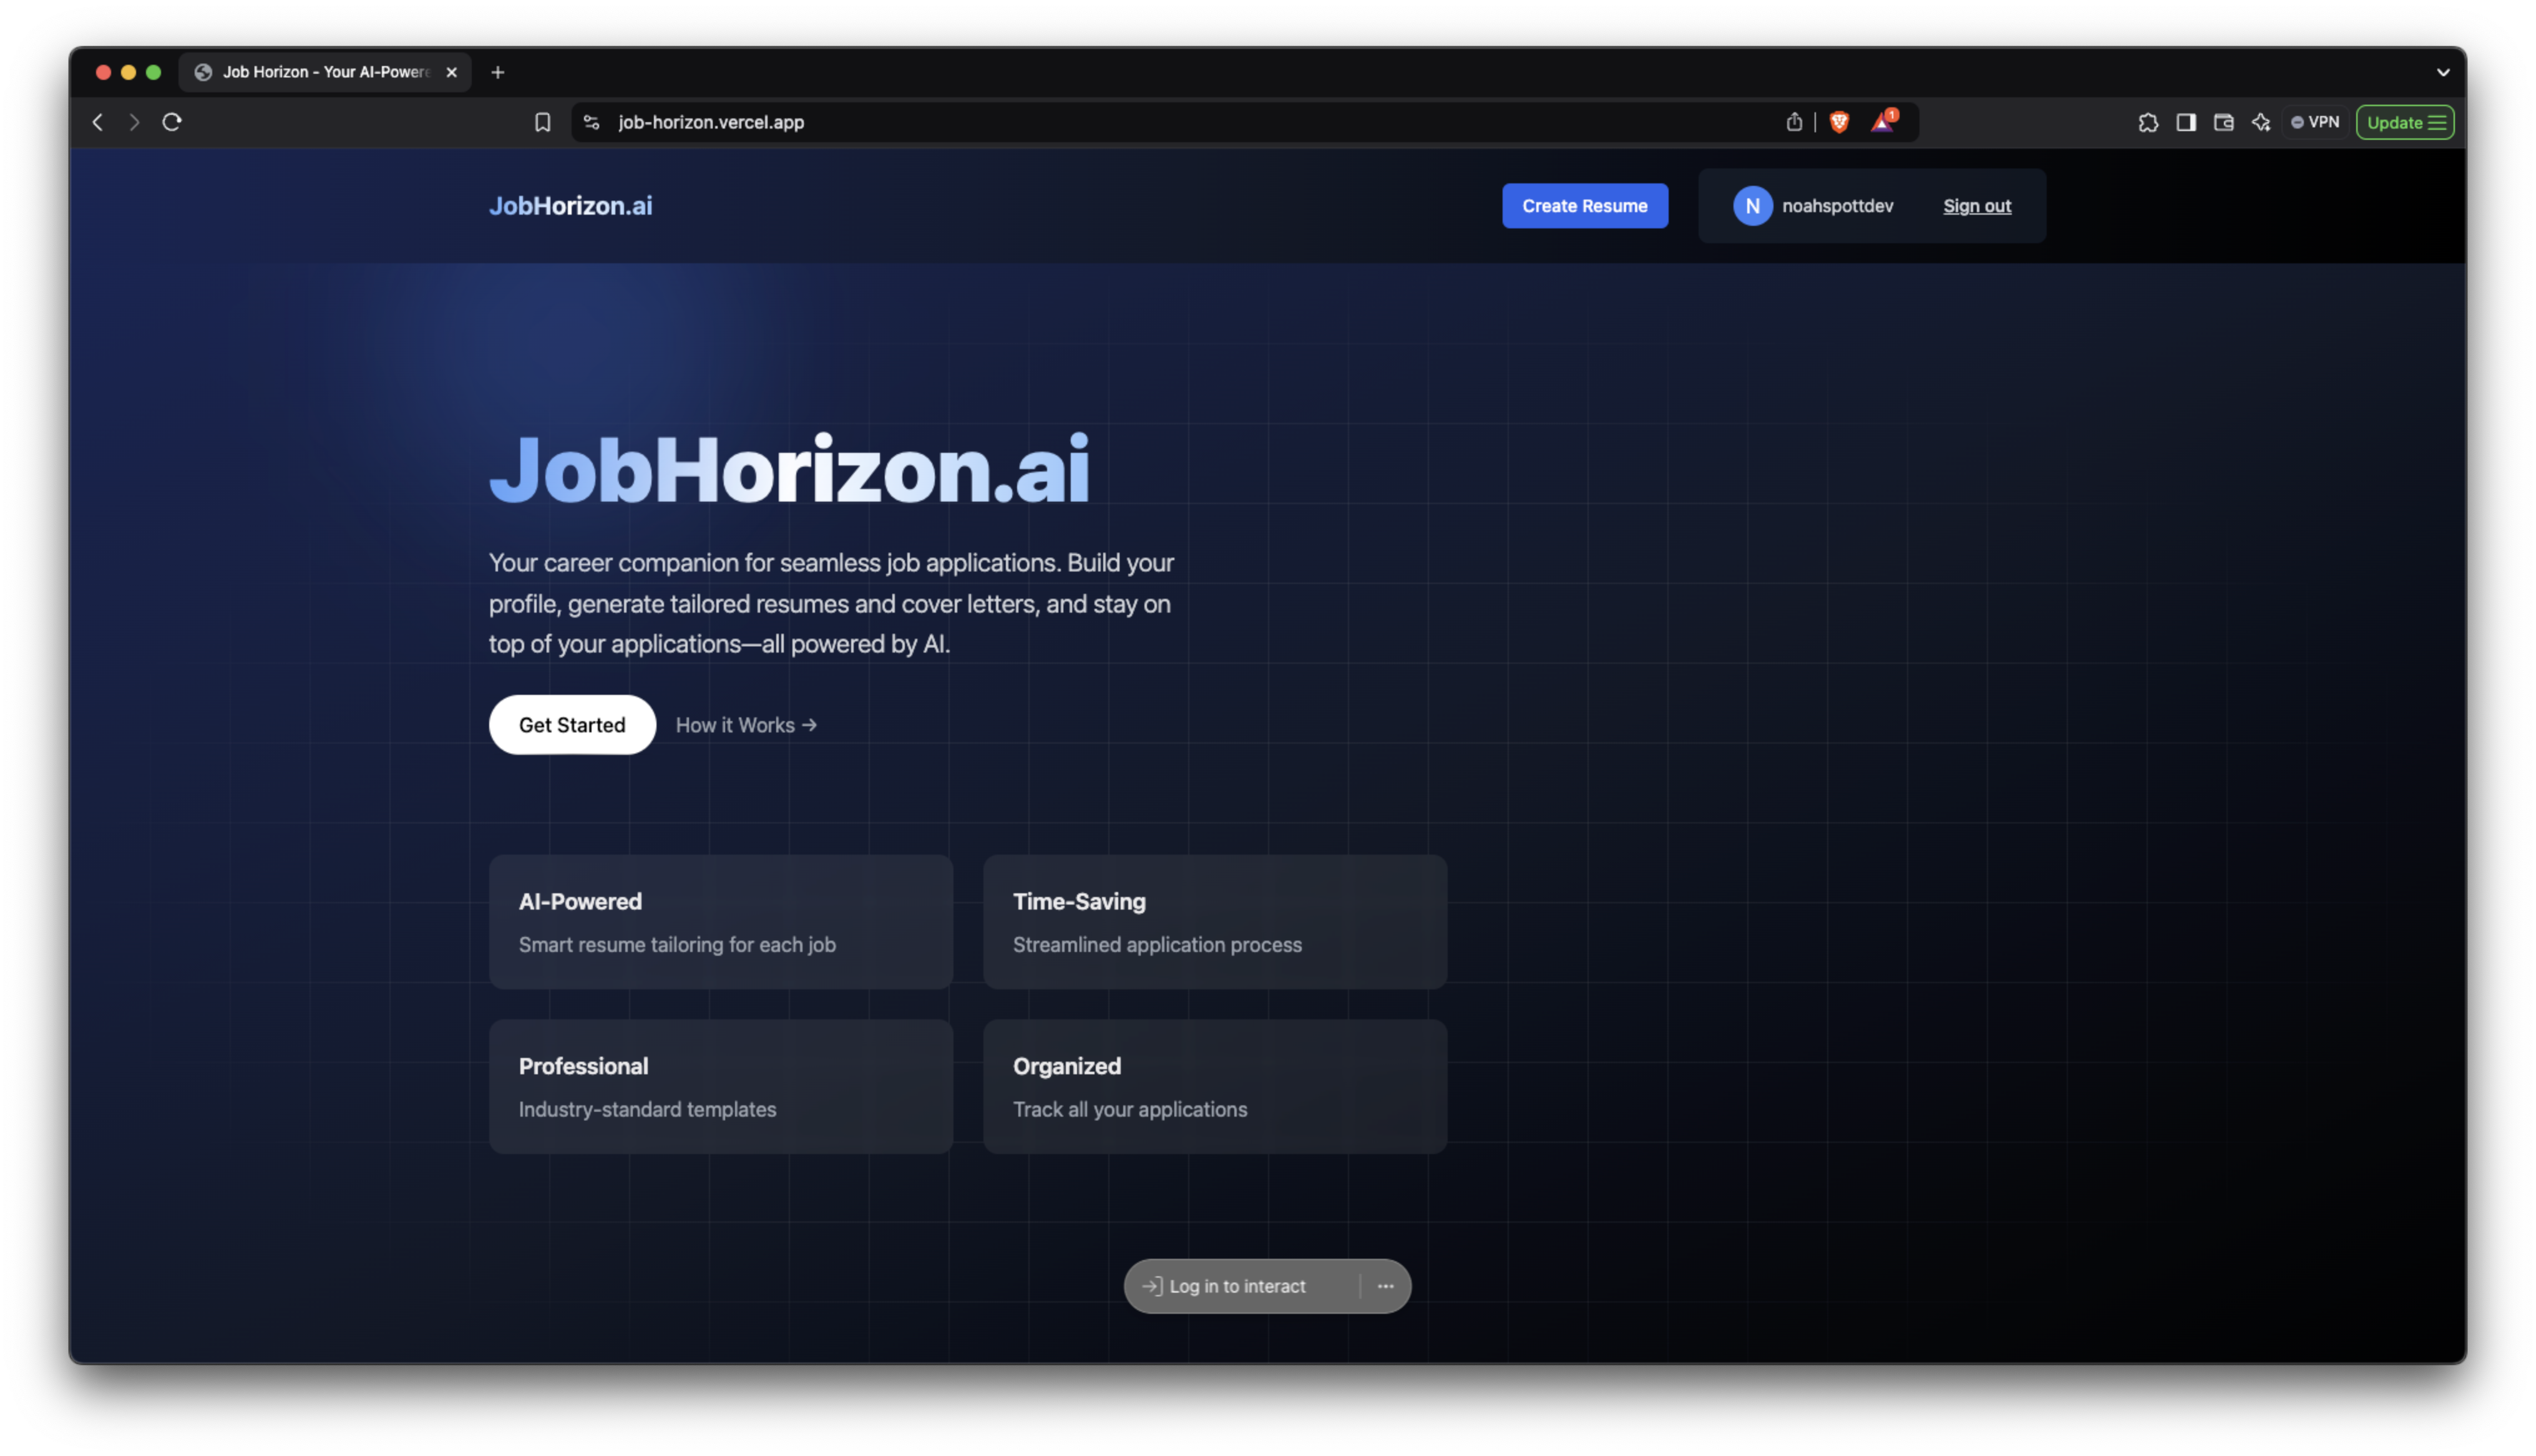 Job Horizon - Your AI-Power
job-horizon.vercel.app
1
VPN
Update
JobHorizon.ai
Create Resume
N
noahspottdev
Sign out
JobHorizon.ai
Your career companion for seamless job applications. Build your
profile, generate tailored resumes and cover letters, and stay on
top of your applications—all powered by AI.
Get Started
How it Works →
AI-Powered
Smart resume tailoring for each job
Time-Saving
Streamlined application process
Professional
Industry-standard templates
Organized
Track all your applications
Log in to interact